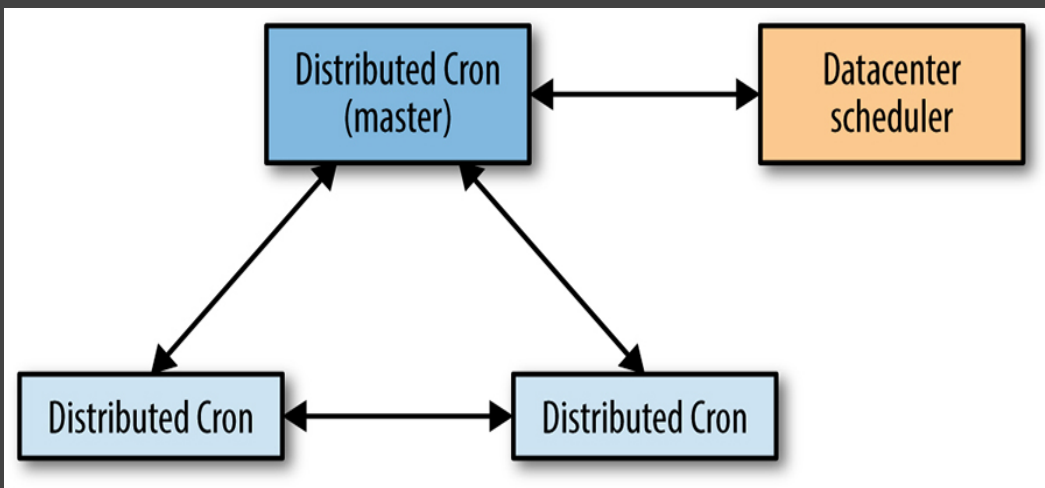 Distributed Cron
(master)
Datacenter
scheduler
Distributed Cron
Distributed Cron